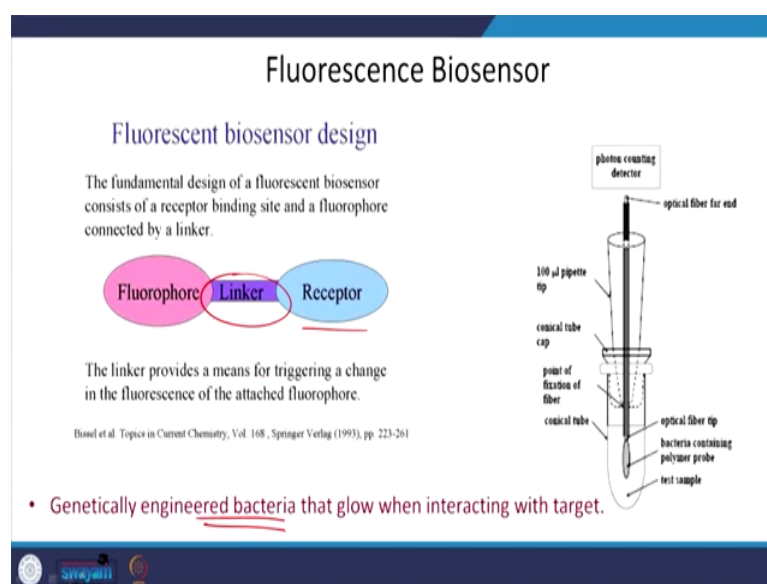 Fluorescence Biosensor
Fluorescent biosensor design
The fundamental design of a fluorescent biosensor
consists of a receptor binding site and a fluorophore
connected by a linker.
Fluorophore Linker Receptor
The linker provides a means for triggering a change
in the fluorescence of the attached fluorophore.
Bissel et al. Topics in Current Chemistry, Vol. 168 , Springer Verlag (1993), pp. 223-261
photon counting
detector
optical fiber far end
100 µl pipette
tip
conical tube
cap
point of
fixation of
fiber
conical tube
optical fiber tip
bacteria containing
polymer probe
test sample
• Genetically engineered bacteria that glow when interacting with target.
swayam